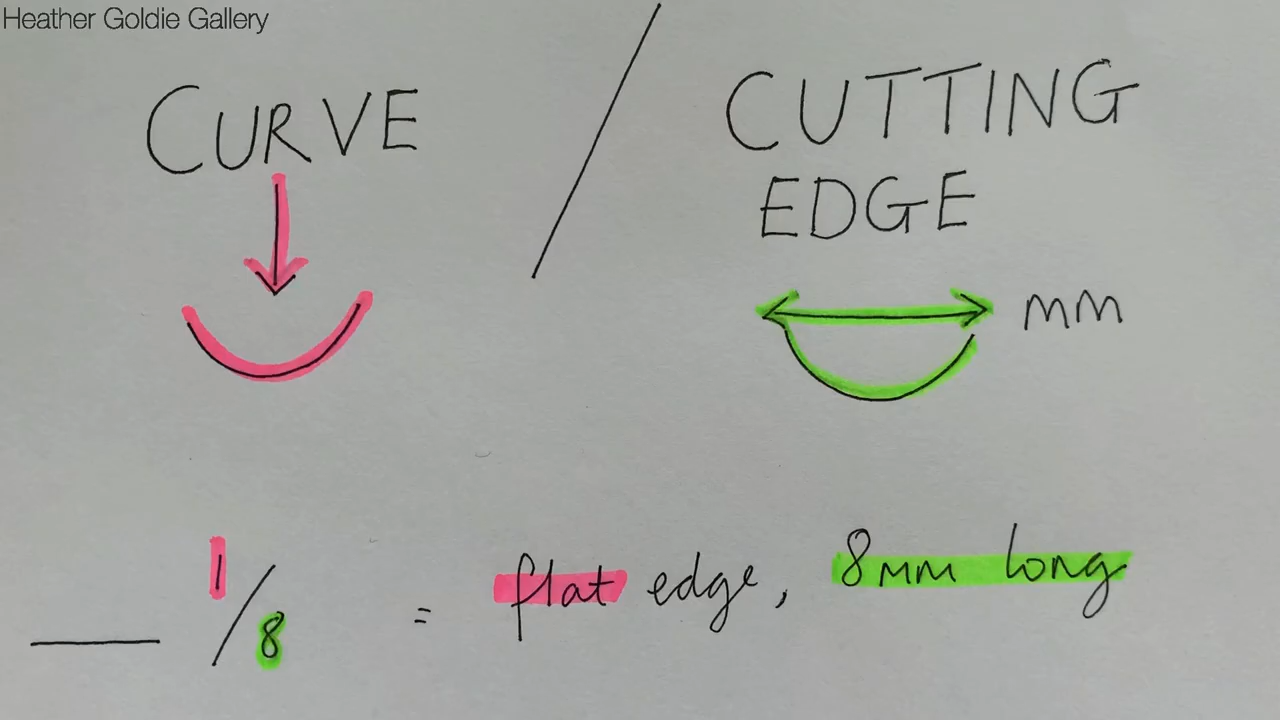 Heather Goldie Gallery
CURVE / CUTTING
EDGE
mm
1/8 = flat edge, 8mm long